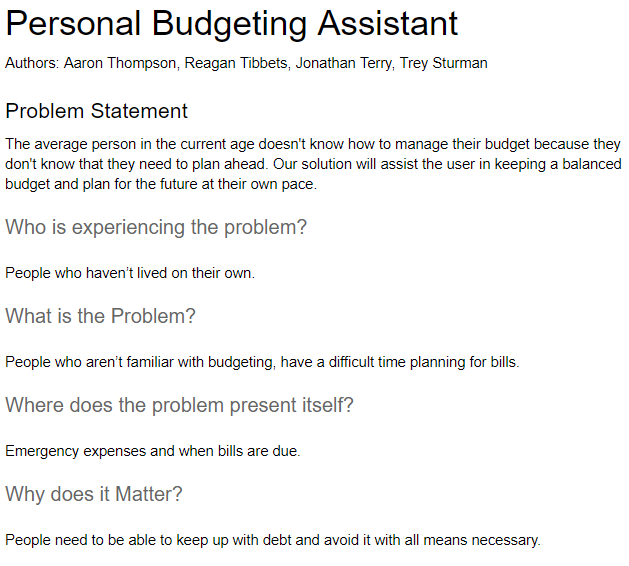 Personal Budgeting Assistant
Authors: Aaron Thompson, Reagan Tibbets, Jonathan Terry, Trey Sturman
Problem Statement
The average person in the current age doesn't know how to manage their budget because they
don't know that they need to plan ahead. Our solution will assist the user in keeping a balanced
budget and plan for the future at their own pace.
Who is experiencing the problem?
People who haven’t lived on their own.
What is the Problem?
People who aren’t familiar with budgeting, have a difficult time planning for bills.
Where does the problem present itself?
Emergency expenses and when bills are due.
Why does it Matter?
People need to be able to keep up with debt and avoid it with all means necessary.